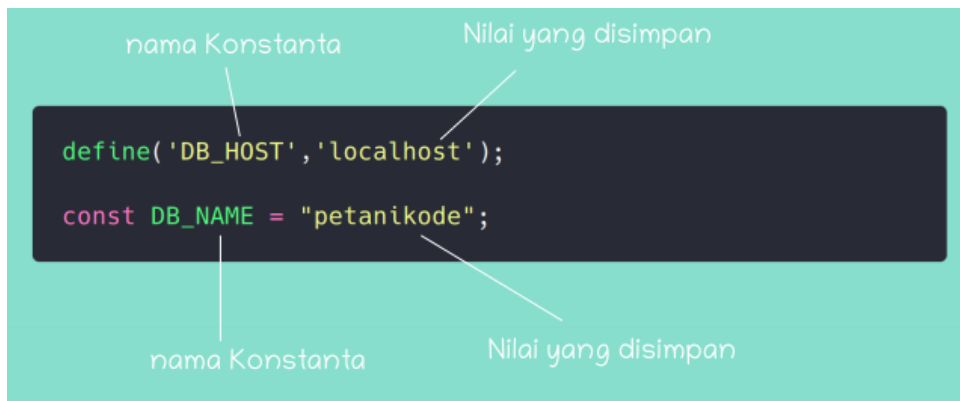 nama Konstanta
Nilai yang disimpan
define('DB_HOST','localhost');
const DB_NAME = "petanikode";
nama Konstanta
Nilai yang disimpan